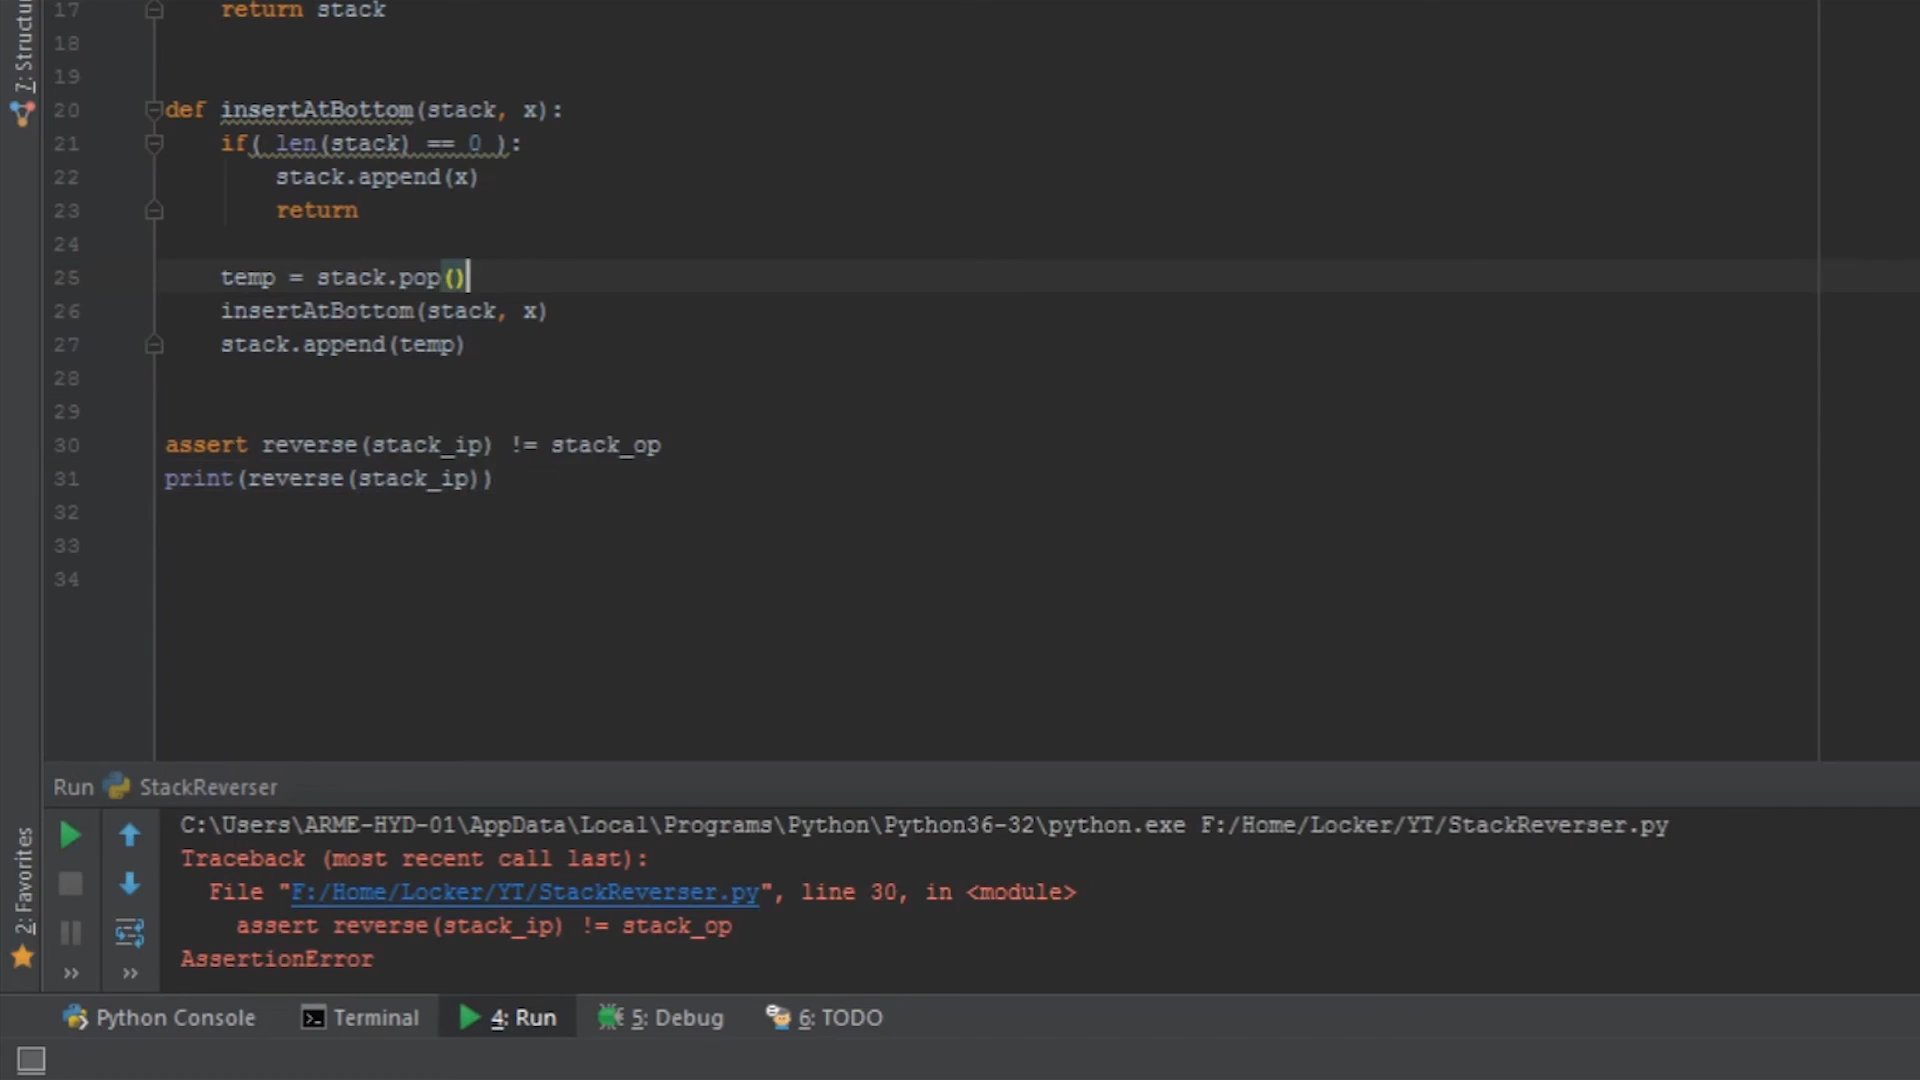 7: Structu
17 return stack
18
19
20 def insertAtBottom(stack, x):
21 if( len(stack) == 0 ):
22 stack.append(x)
23 return
24
25 temp = stack.pop()
26 insertAtBottom(stack, x)
27 stack.append(temp)
28
29
30 assert reverse(stack_ip) != stack_op
31 print(reverse(stack_ip))
32
33
34
Run StackReverser
2: Favorites
C:\Users\ARME-HYD-01\AppData\Local\Programs\Python\Python36-32\python.exe F:/Home/Locker/YT/StackReverser.py
Traceback (most recent call last):
File "F:/Home/Locker/YT/StackReverser.py", line 30, in <module>
assert reverse(stack_ip) != stack_op
AssertionError
Python Console Terminal 4: Run 5: Debug 6: TODO